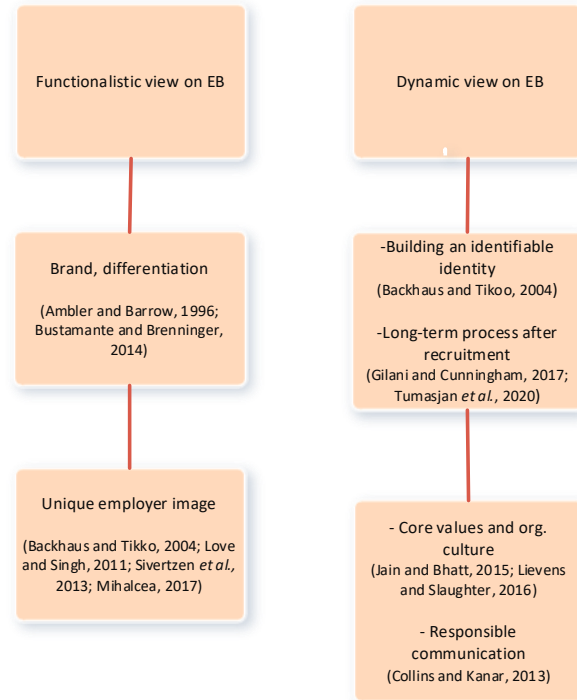 Functionalistic view on EB
Brand, differentiation
(Ambler and Barrow, 1996;
Bustamante and Brenninger,
2014)
Unique employer image
(Backhaus and Tikko, 2004; Love
and Singh, 2011; Sivertzen et al.,
2013; Mihalcea, 2017)
Dynamic view on EB
-Building an identifiable
identity
(Backhaus and Tikoo, 2004)
-Long-term process after
recruitment
(Gilani and Cunningham, 2017;
Tumasjan et al., 2020)
- Core values and org.
culture
(Jain and Bhatt, 2015; Lievens
and Slaughter, 2016)
- Responsible
communication
(Collins and Kanar, 2013)